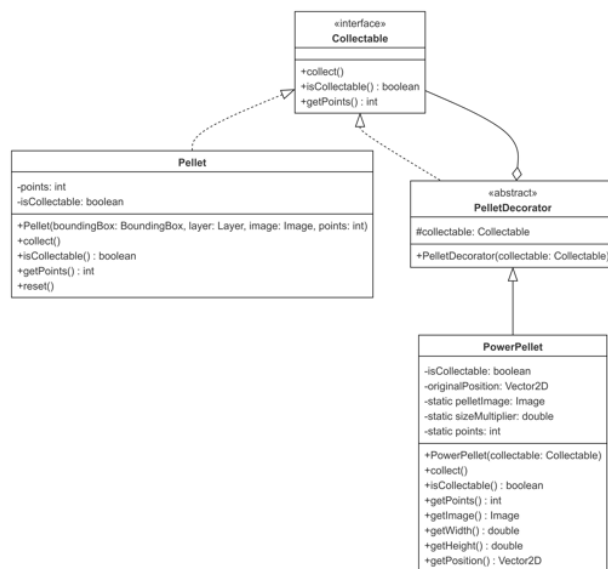 «interface»
Collectable
+collect()
+isCollectable() : boolean
+getPoints() : int
Pellet
-points: int
-isCollectable: boolean
+Pellet(boundingBox: BoundingBox, layer: Layer, image: Image, points: int)
+collect()
+isCollectable() : boolean
+getPoints() : int
+reset()
«abstract»
PelletDecorator
#collectable: Collectable
+PelletDecorator(collectable: Collectable)
PowerPellet
-isCollectable: boolean
-originalPosition: Vector2D
-static pelletImage: Image
-static sizeMultiplier: double
-static points: int
+PowerPellet(collectable: Collectable)
+collect()
+isCollectable() : boolean
+getPoints() : int
+getImage() : Image
+getWidth() : double
+getHeight() : double
+getPosition() : Vector2D